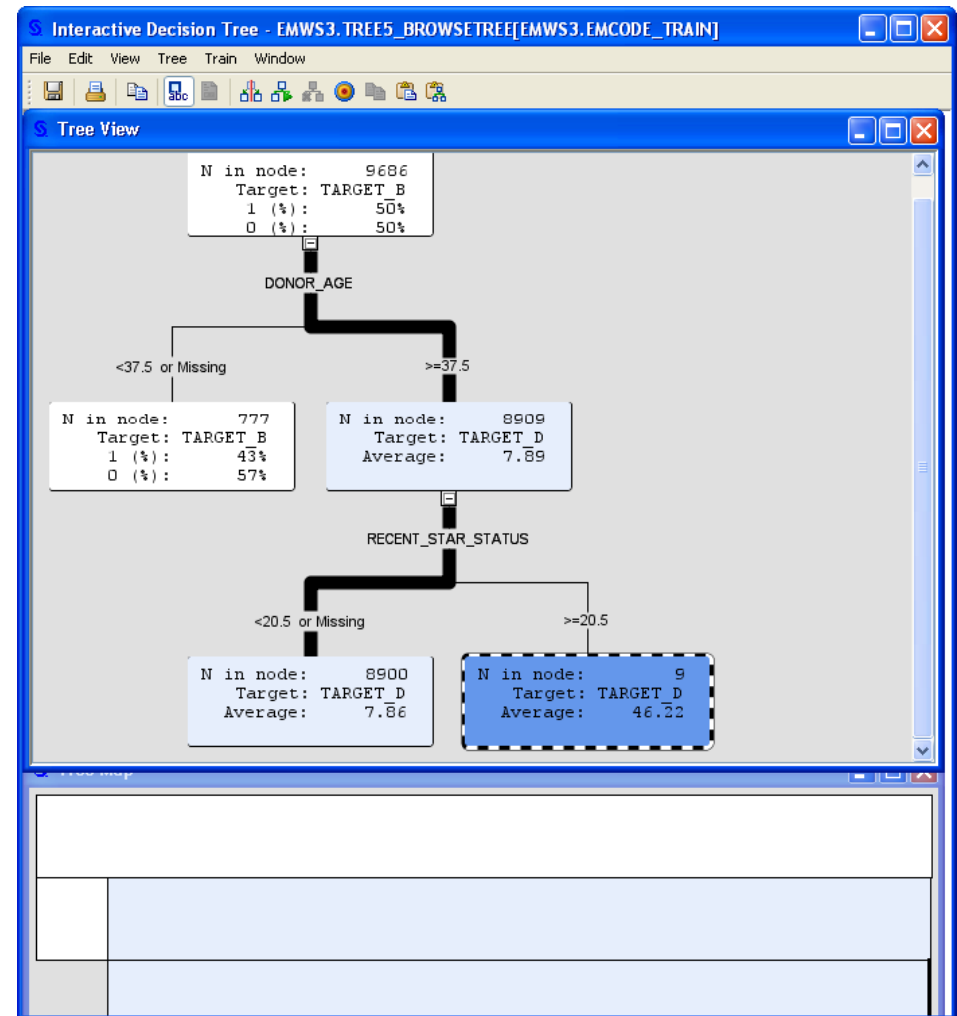 Interactive Decision Tree - EMWS3.TREE5_BROWSETREE[EMWS3.EMCODE_TRAIN]
File Edit View Tree Train Window
abc
Tree View
N in node: 9686
Target: TARGET_B
1 (%): 50%
0 (%): 50%
DONOR_AGE
<37.5 or Missing >=37.5
N in node: 777
Target: TARGET_B
1 (%): 43%
0 (%): 57%
N in node: 8909
Target: TARGET_D
Average: 7.89
RECENT_STAR_STATUS
<20.5 or Missing >=20.5
N in node: 8900
Target: TARGET_D
Average: 7.86
N in node: 9
Target: TARGET_D
Average: 46.22
Tree Map